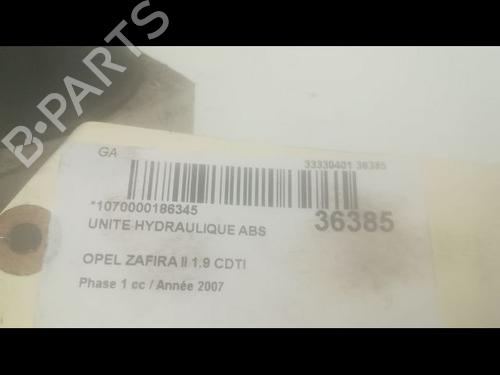 B-PARTS
GA
33330401 36385
*1070000186345
36385
UNITE HYDRAULIQUE ABS
OPEL ZAFIRA II 1.9 CDTI
Phase 1 cc / Année 2007